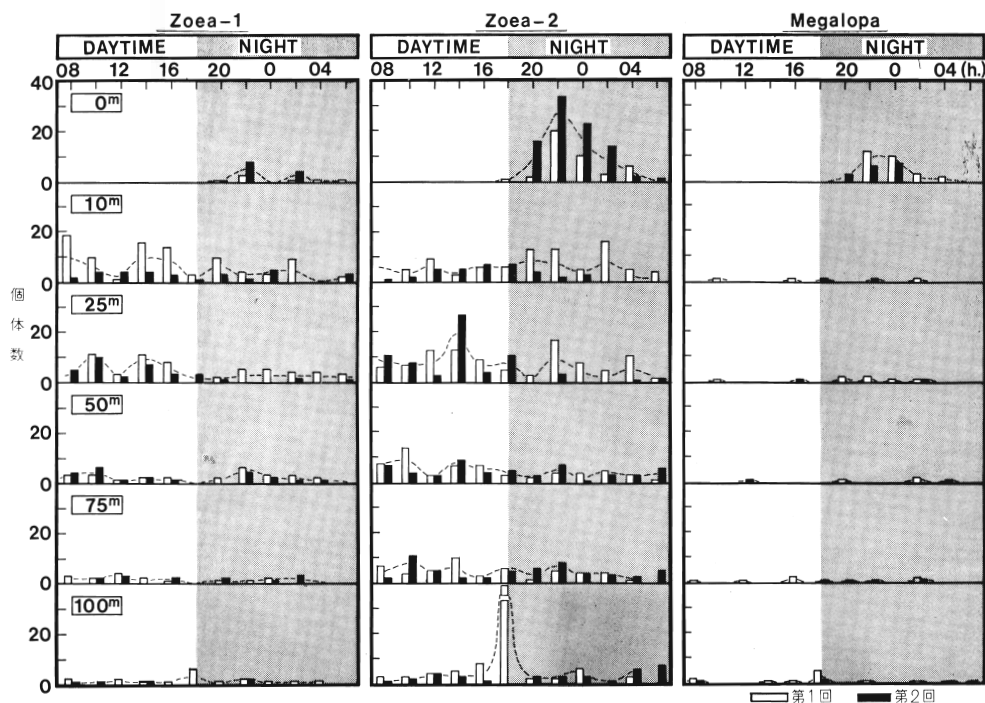 Zoea-1 Zoea-2 Megalopa
DAYTIME NIGHT DAYTIME NIGHT DAYTIME NIGHT
08 12 16 20 0 04 08 12 16 20 0 04 08 12 16 20 0 04 (h.)
40
0m
20
0
10m
20
0
25m
20
0
50m
20
0
75m
20
0
100m
20
0
個体数
第1回 第2回